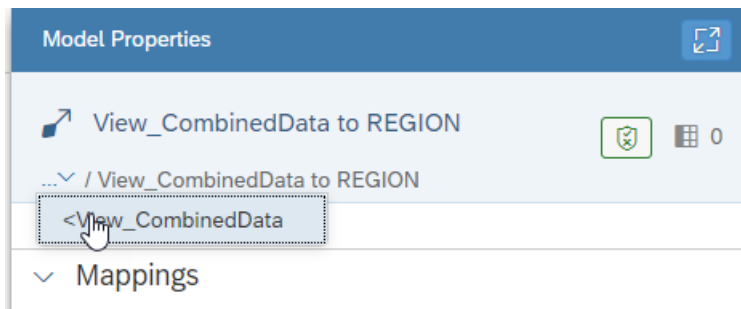 Model Properties
View_CombinedData to REGION
0
... / View_CombinedData to REGION
<View_CombinedData
Mappings